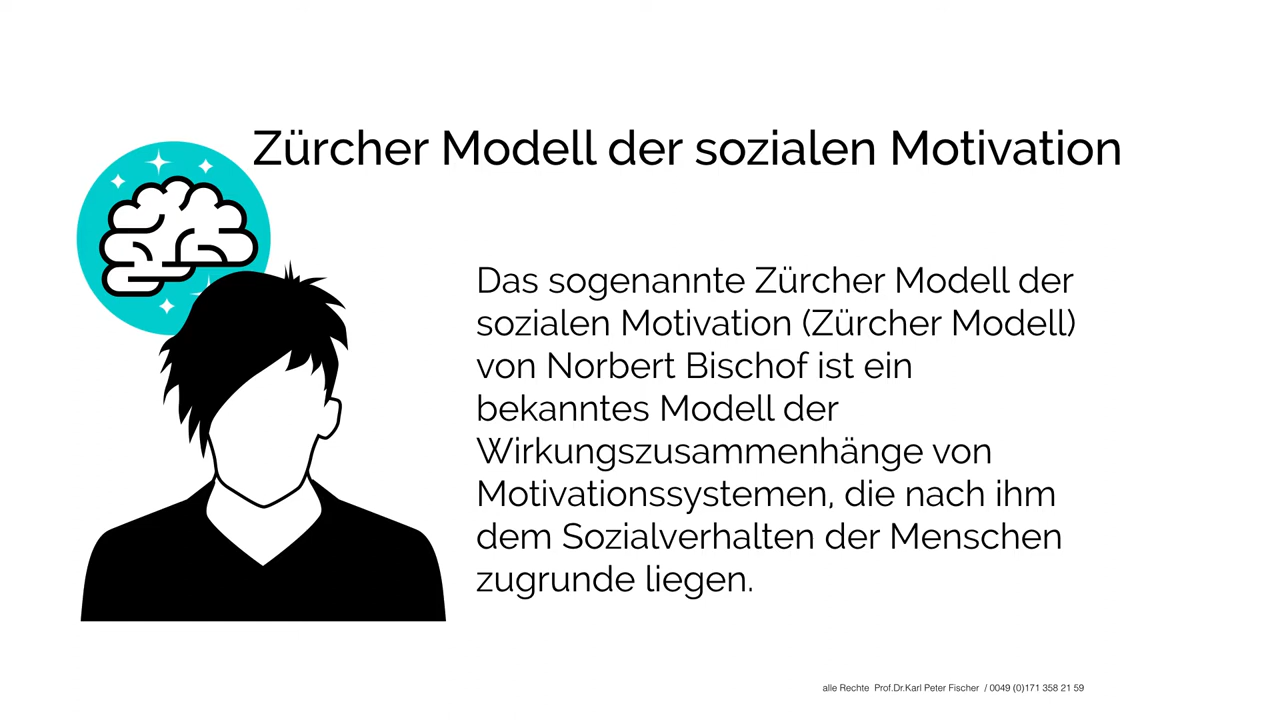 Zürcher Modell der sozialen Motivation
Das sogenannte Zürcher Modell der
sozialen Motivation (Zürcher Modell)
von Norbert Bischof ist ein
bekanntes Modell der
Wirkungszusammenhänge von
Motivationssystemen, die nach ihm
dem Sozialverhalten der Menschen
zugrunde liegen.
alle Rechte Prof.Dr.Karl Peter Fischer / 0049 (0)171 358 21 59